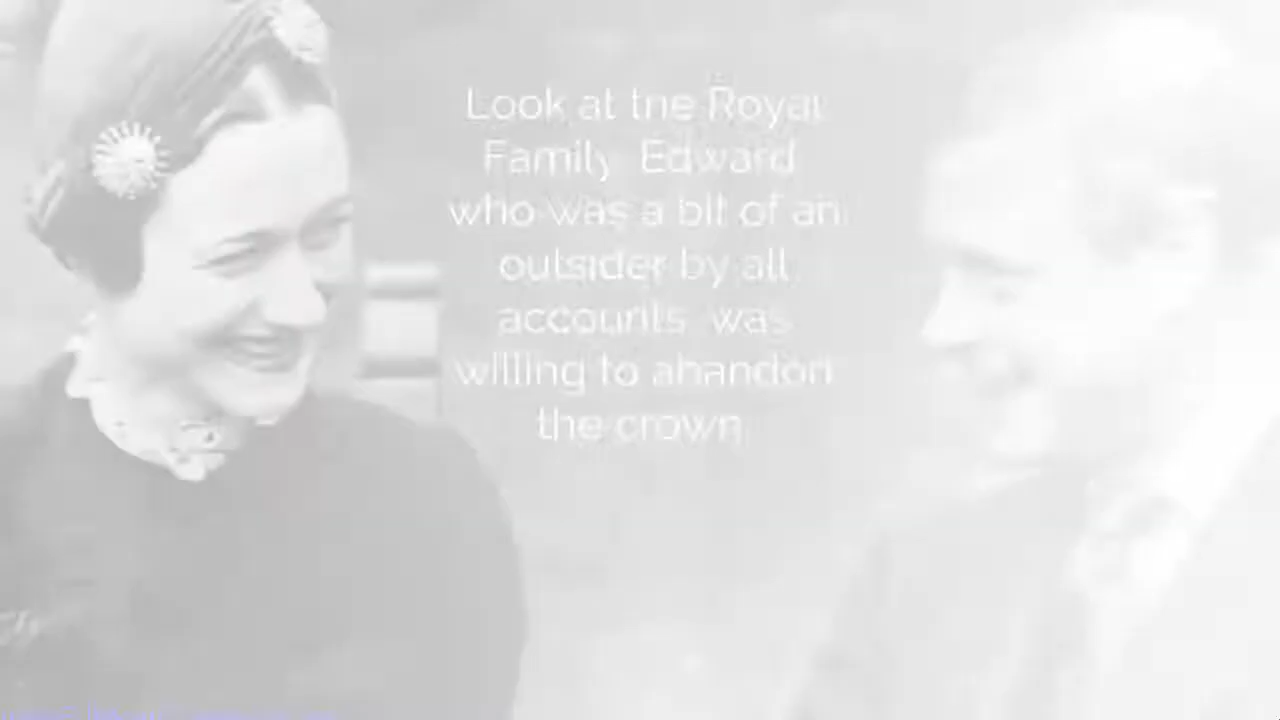 Look at the Royal
Family Edward
who was a bit of an
outsider by all
accounts was
willing to abandon
the crown